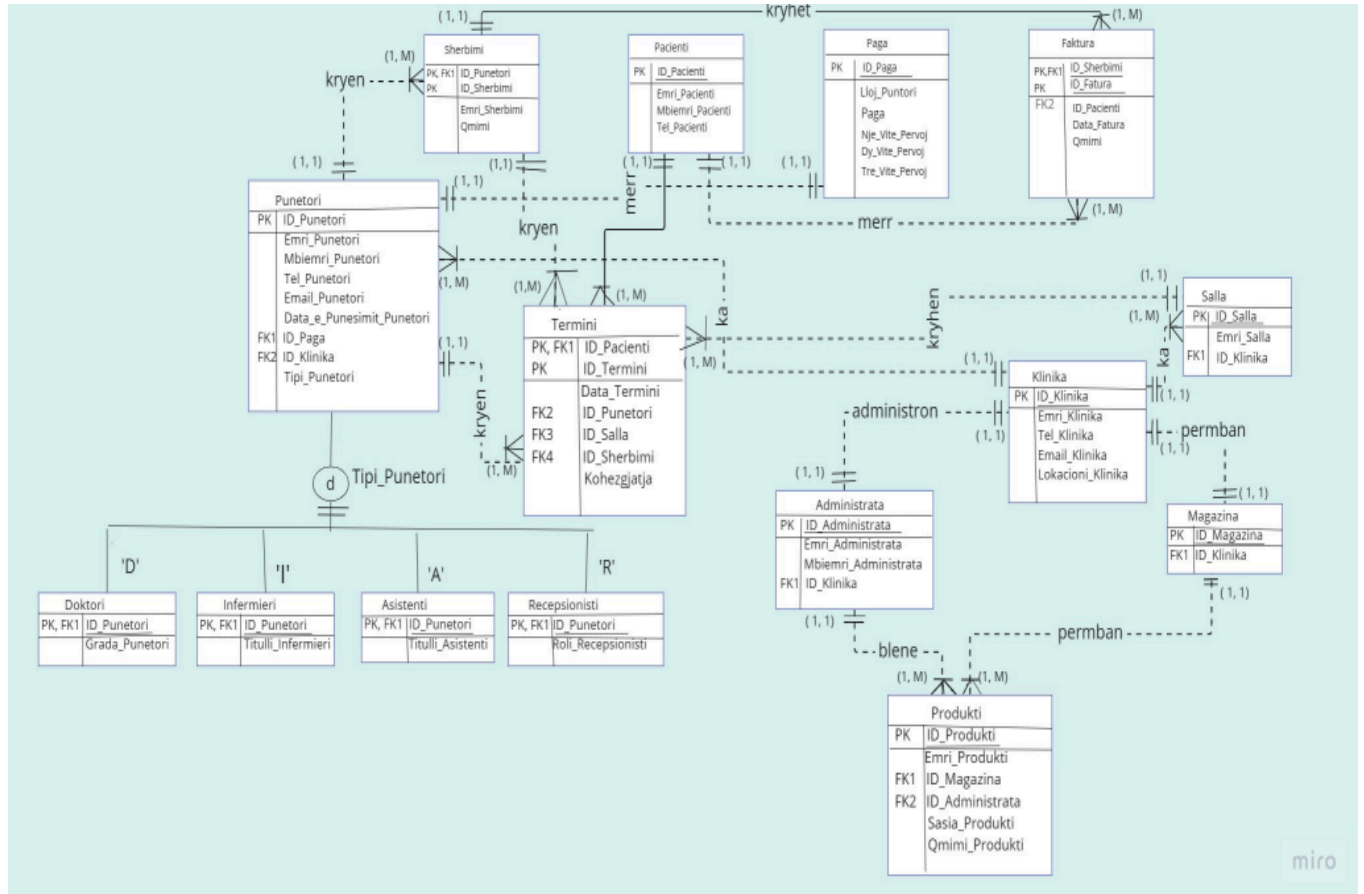 kryhet
( 1, 1)
(1, M)
Sherbimi
PK, FK1 ID_Punetori
PK ID_Sherbimi
Emri_Sherbimi
Qmimi
Pacienti
PK ID_Pacienti
Emri_Pacienti
Mbiemri_Pacienti
Tel_Pacienti
Paga
PK ID_Paga
Lloj_Puntori
Paga
Nje_Vite_Pervoj
Dy_Vite_Pervoj
Tre_Vite_Pervoj
Faktura
PK,FK1 ID_Sherbimi
PK ID_Fatura
FK2 ID_Pacienti
Data_Fatura
Qmimi
(1, M)
kryen
( 1, 1)
(1,1)
(1, 1)
( 1, 1)
( 1, 1)
( 1, 1)
merr
merr
(1, M)
kryen
Punetori
PK ID_Punetori
Emri_Punetori
Mbiemri_Punetori
Tel_Punetori
Email_Punetori
Data_e_Punesimit_Punetori
FK1 ID_Paga
FK2 ID_Klinika
Tipi_Punetori
(1, M)
(1,M)
(1, M)
ka
Termini
PK, FK1 ID_Pacienti
PK ID_Termini
Data_Termini
FK2 ID_Punetori
FK3 ID_Salla
FK4 ID_Sherbimi
Kohezgjatja
(1, M)
kryhen
( 1, 1)
(1, M)
Salla
PK ID_Salla
Emri_Salla
FK1 ID_Klinika
ka
( 1, 1)
( 1, 1)
kryen
(1, M)
Klinika
PK ID_Klinika
Emri_Klinika
Tel_Klinika
Email_Klinika
Lokacioni_Klinika
( 1, 1)
administron
( 1, 1)
( 1, 1)
permban
( 1, 1)
( 1, 1)
d Tipi_Punetori
Administrata
PK ID_Administrata
Emri_Administrata
Mbiemri_Administrata
FK1 ID_Klinika
Magazina
PK ID_Magazina
FK1 ID_Klinika
'D'
'I'
'A'
'R'
Doktori
PK, FK1 ID_Punetori
Grada_Punetori
Infermieri
PK, FK1 ID_Punetori
Titulli_Infermieri
Asistenti
PK, FK1 ID_Punetori
Titulli_Asistenti
Recepsionisti
PK, FK1 ID_Punetori
Roli_Recepsionisti
( 1, 1)
( 1, 1)
blene
permban
(1, M)
(1, M)
Produkti
PK ID_Produkti
Emri_Produkti
FK1 ID_Magazina
FK2 ID_Administrata
Sasia_Produkti
Qmimi_Produkti
miro